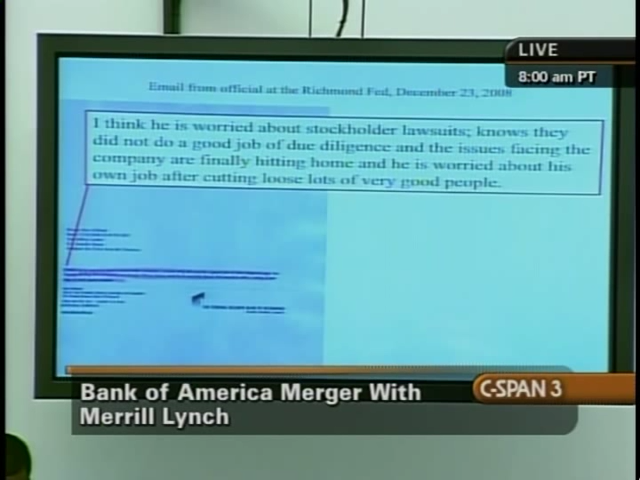 LIVE
8:00 am PT
Email from official at the Richmond Fed, December 23, 2008
I think he is worried about stockholder lawsuits; knows they
did not do a good job of due diligence and the issues facing the
company are finally hitting home and he is worried about his
own job after cutting loose lots of very good people.
Bank of America Merger With
Merrill Lynch
C-SPAN 3